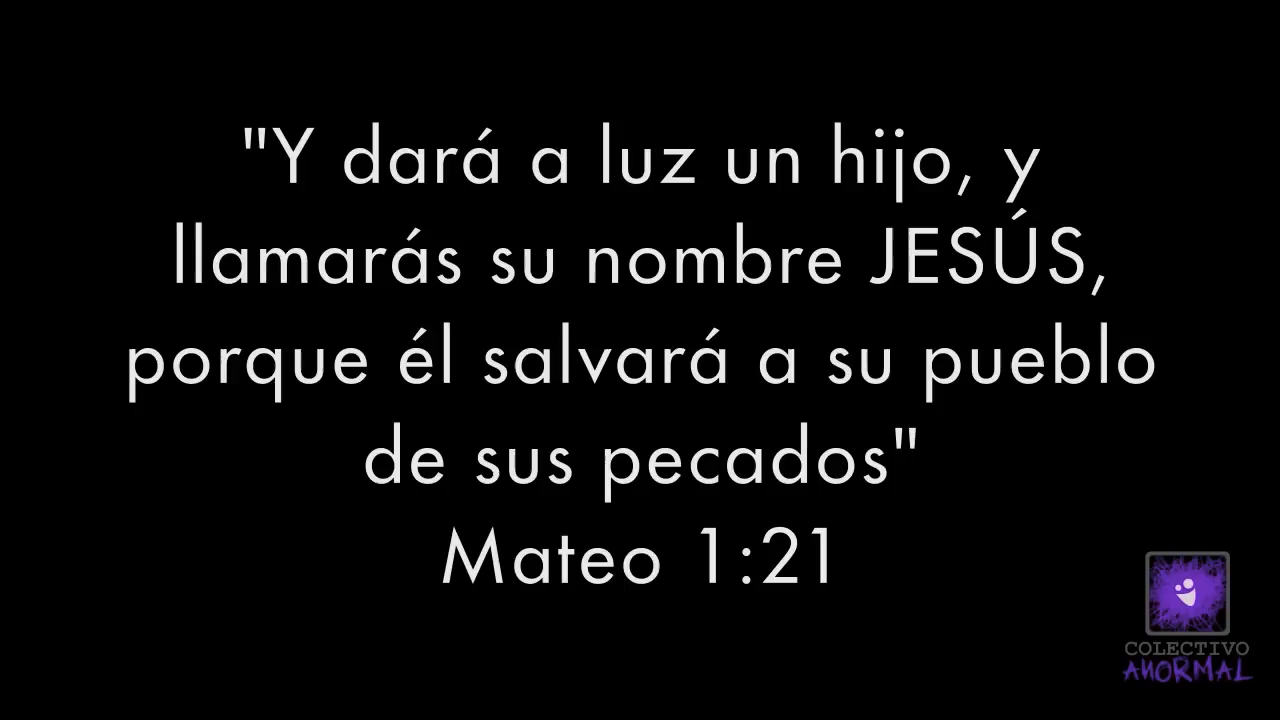 "Y dará a luz un hijo, y
llamarás su nombre JESÚS,
porque él salvará a su pueblo
de sus pecados"
Mateo 1:21
COLECTIVO
ANORMAL